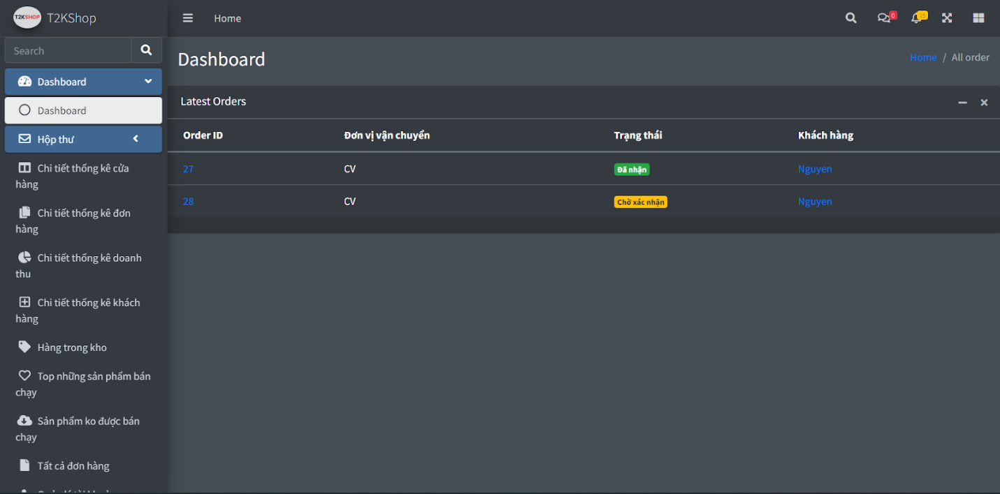 T2KSHOP T2KShop
Home
0
15
Search
Dashboard
Home / All order
Dashboard
Dashboard
Hộp thư
Chi tiết thống kê cửa
hàng
Chi tiết thống kê đơn
hàng
Chi tiết thống kê doanh
thu
Chi tiết thống kê khách
hàng
Hàng trong kho
Top những sản phẩm bán
chạy
Sản phẩm ko được bán
chạy
Tất cả đơn hàng
Latest Orders
Order ID Đơn vị vận chuyển Trạng thái Khách hàng
27 CV Đã nhận Nguyen
28 CV Chờ xác nhận Nguyen